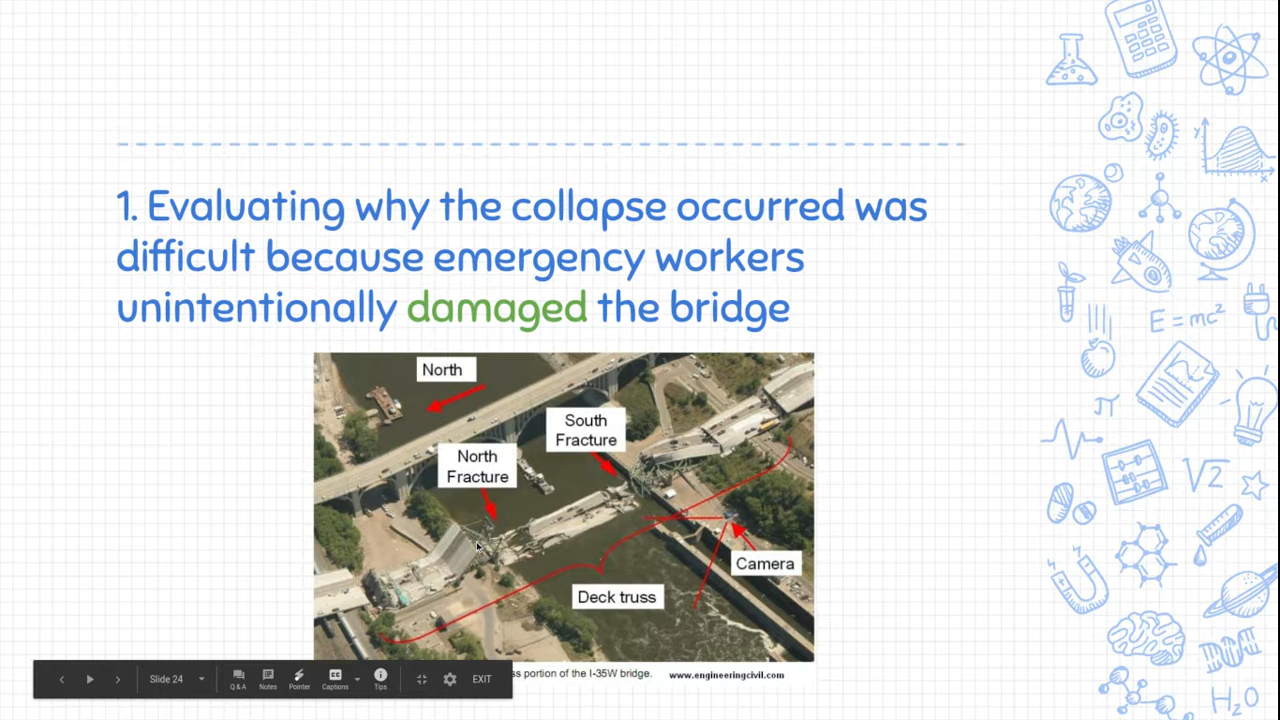 1. Evaluating why the collapse occurred was
difficult because emergency workers
unintentionally damaged the bridge
North
South
Fracture
North
Fracture
Camera
Deck truss
portion of the I-35W bridge.
www.engineeringcivil.com
Slide 24
Q & A
Notes
Pointer
Captions
Tips
EXIT
y
x
E = mc²
π
√2
H₂O